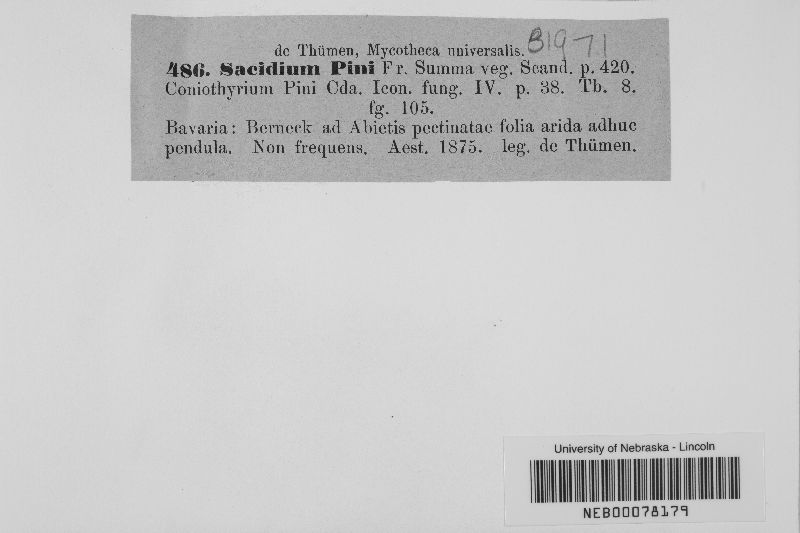 de Thümen, Mycotheca universalis. B1971
486. Sacidium Pini Fr. Summa veg. Scand. p. 420.
Coniothyrium Pini Cda. Icon. fung. IV. p. 38. Tb. 8.
fg. 105.
Bavaria: Berneck ad Abietis pectinatae folia arida adhuc
pendula. Non frequens. Aest. 1875. leg. de Thümen.
University of Nebraska - Lincoln
NEB00078179